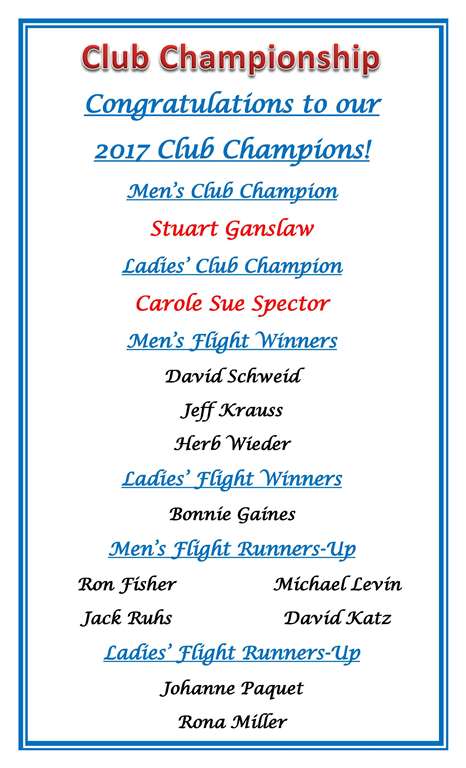 Club Championship
Congratulations to our
2017 Club Champions!
Men's Club Champion
Stuart Ganslaw
Ladies' Club Champion
Carole Sue Spector
Men's Flight Winners
David Schweid
Jeff Krauss
Herb Wieder
Ladies' Flight Winners
Bonnie Gaines
Men's Flight Runners-Up
Ron Fisher Michael Levin
Jack Ruhs David Katz
Ladies' Flight Runners-Up
Johanne Paquet
Rona Miller